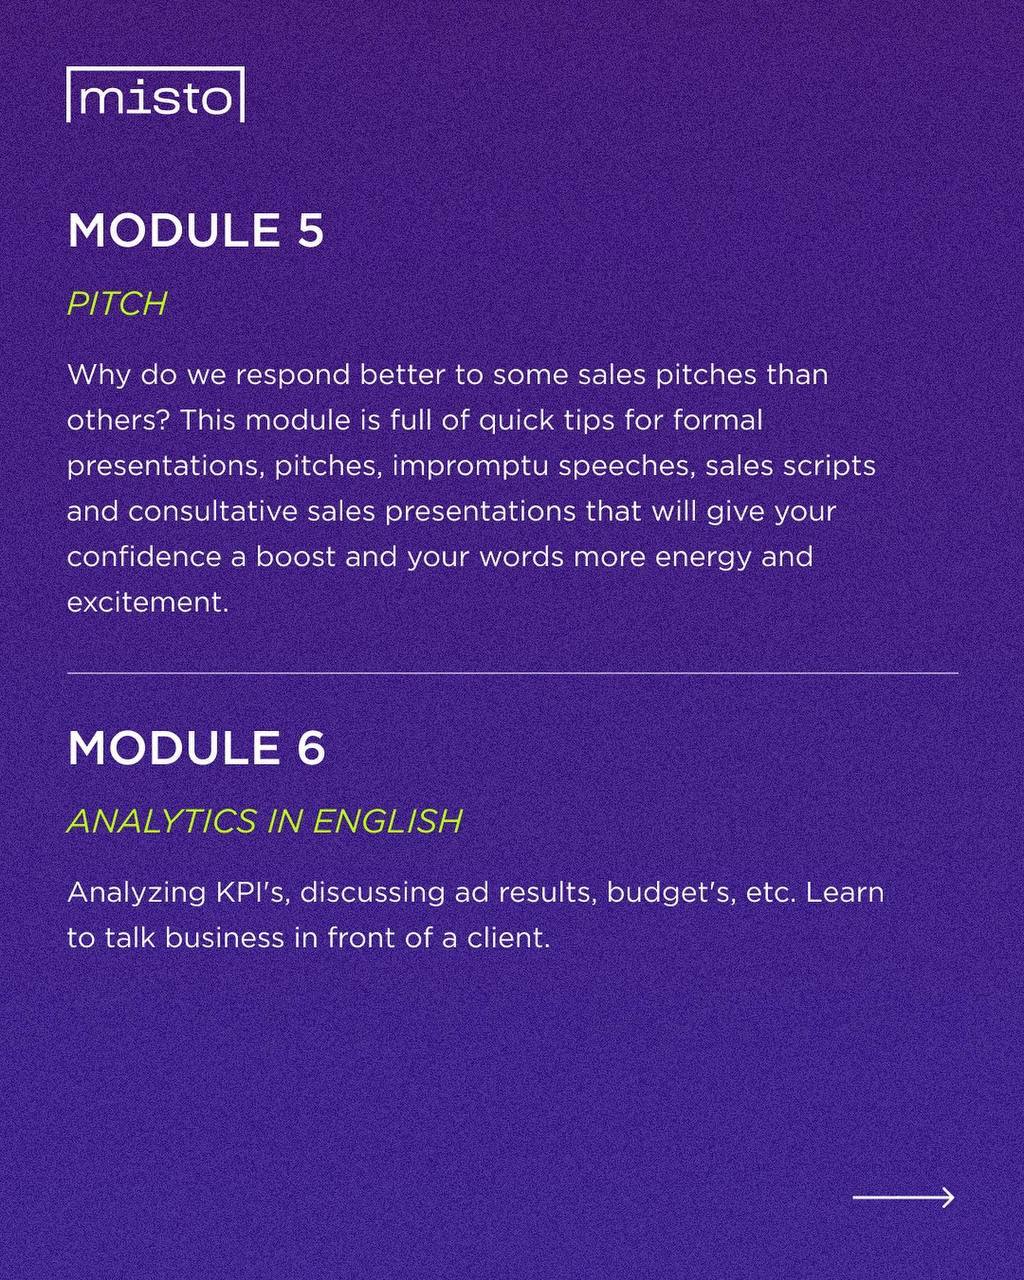 misto
MODULE 5
PITCH
Why do we respond better to some sales pitches than
others? This module is full of quick tips for formal
presentations, pitches, impromptu speeches, sales scripts
and consultative sales presentations that will give your
confidence a boost and your words more energy and
excitement.
MODULE 6
ANALYTICS IN ENGLISH
Analyzing KPI's, discussing ad results, budget's, etc. Learn
to talk business in front of a client.